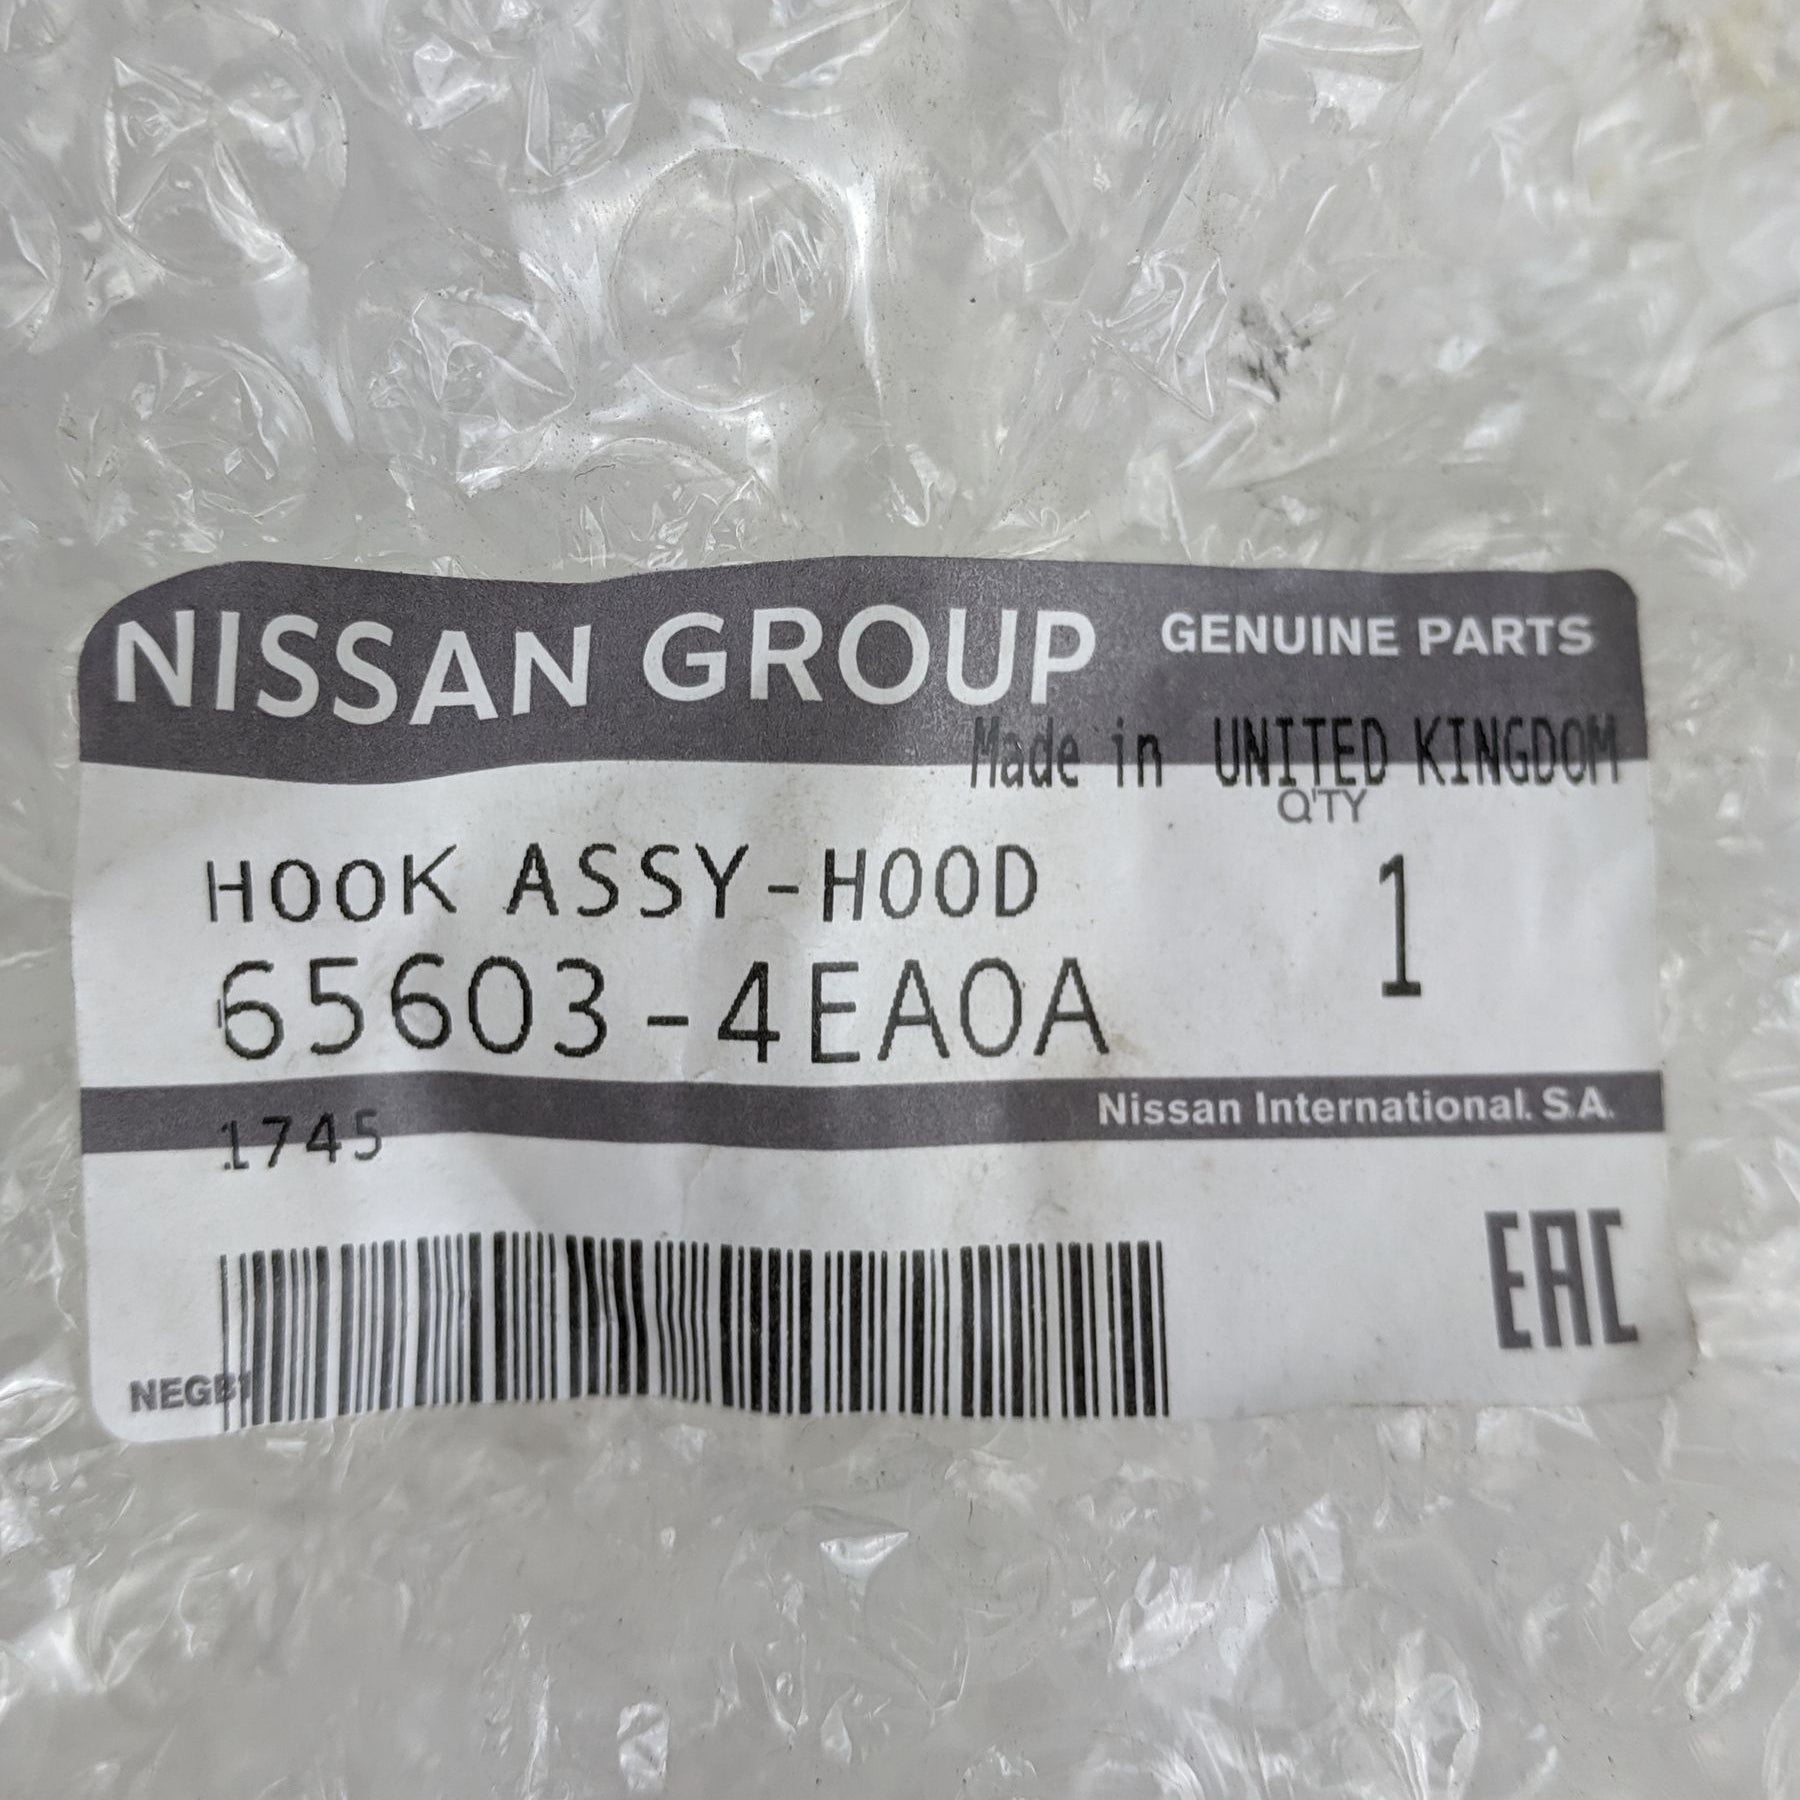 NISSAN GROUP GENUINE PARTS
Made in UNITED KINGDOM
Q'TY
HOOK ASSY-HOOD 1
65603-4EA0A
Nissan International. S.A.
1745
EAC
NEGB1